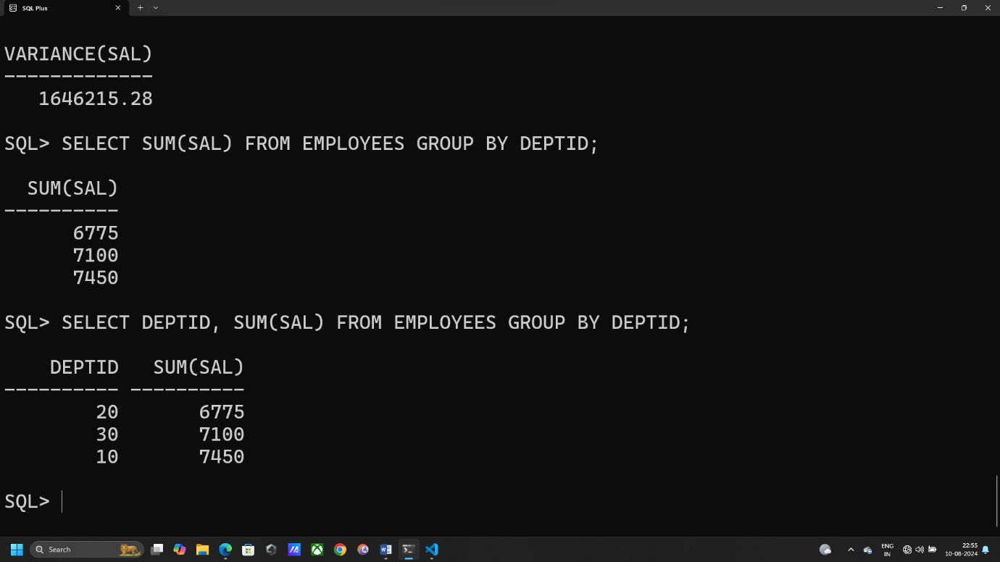 SQL Plus
VARIANCE(SAL)
-------------
1646215.28
SQL> SELECT SUM(SAL) FROM EMPLOYEES GROUP BY DEPTID;
SUM(SAL)
----------
6775
7100
7450
SQL> SELECT DEPTID, SUM(SAL) FROM EMPLOYEES GROUP BY DEPTID;
DEPTID SUM(SAL)
---------- ----------
20 6775
30 7100
10 7450
SQL>
Search
ENG
IN
22:55
10-08-2024